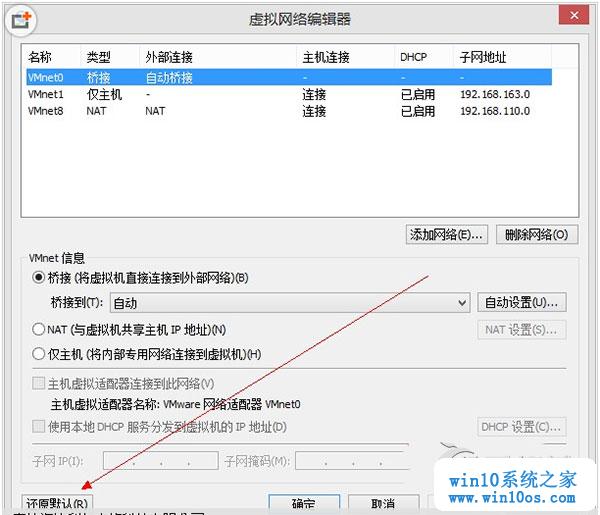 虚拟网络编辑器
名称 类型 外部连接 主机连接 DHCP 子网地址
VMnet0 桥接 自动桥接 - - -
VMnet1 仅主机 - 连接 已启用 192.168.163.0
VMnet8 NAT NAT 连接 已启用 192.168.110.0
添加网络(E)... 删除网络(O)
VMnet 信息
桥接 (将虚拟机直接连接到外部网络)(B)
桥接到(T): 自动 自动设置(U)...
NAT (与虚拟机共享主机 IP 地址)(N) NAT 设置(S)...
仅主机 (将内部专用网络连接到虚拟机)(H)
主机虚拟适配器连接到此网络(V)
主机虚拟适配器名称: VMware 网络适配器 VMnet0
使用本地 DHCP 服务分发到虚拟机的 IP 地址(D) DHCP 设置(C)...
子网 IP(I): . . . 子网掩码(M): . . .
还原默认(R) 确定 取消
win10系统之家
www.win10os.com